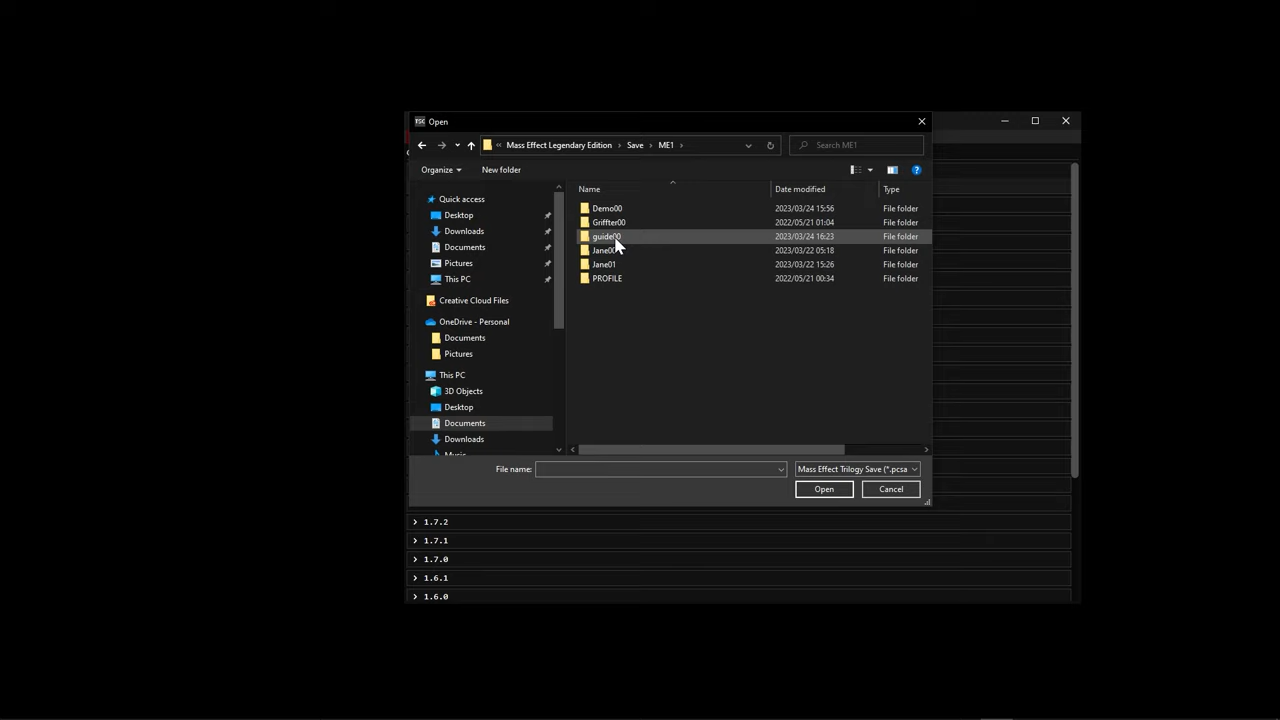 TSC Open
« Mass Effect Legendary Edition › Save › ME1 › Search ME1
Organize New folder
Name Date modified Type
Quick access
Desktop
Downloads
Documents
Pictures
This PC
Creative Cloud Files
OneDrive - Personal
Documents
Pictures
This PC
3D Objects
Desktop
Documents
Downloads
Music
Demo00 2023/03/24 15:56 File folder
Griffter00 2022/05/21 01:04 File folder
guide00 2023/03/24 16:23 File folder
Jane00 2023/03/22 05:18 File folder
Jane01 2023/03/22 15:26 File folder
PROFILE 2022/05/21 00:34 File folder
File name: Mass Effect Trilogy Save (*.pcsa
Open Cancel
1.7.2
1.7.1
1.7.0
1.6.1
1.6.0